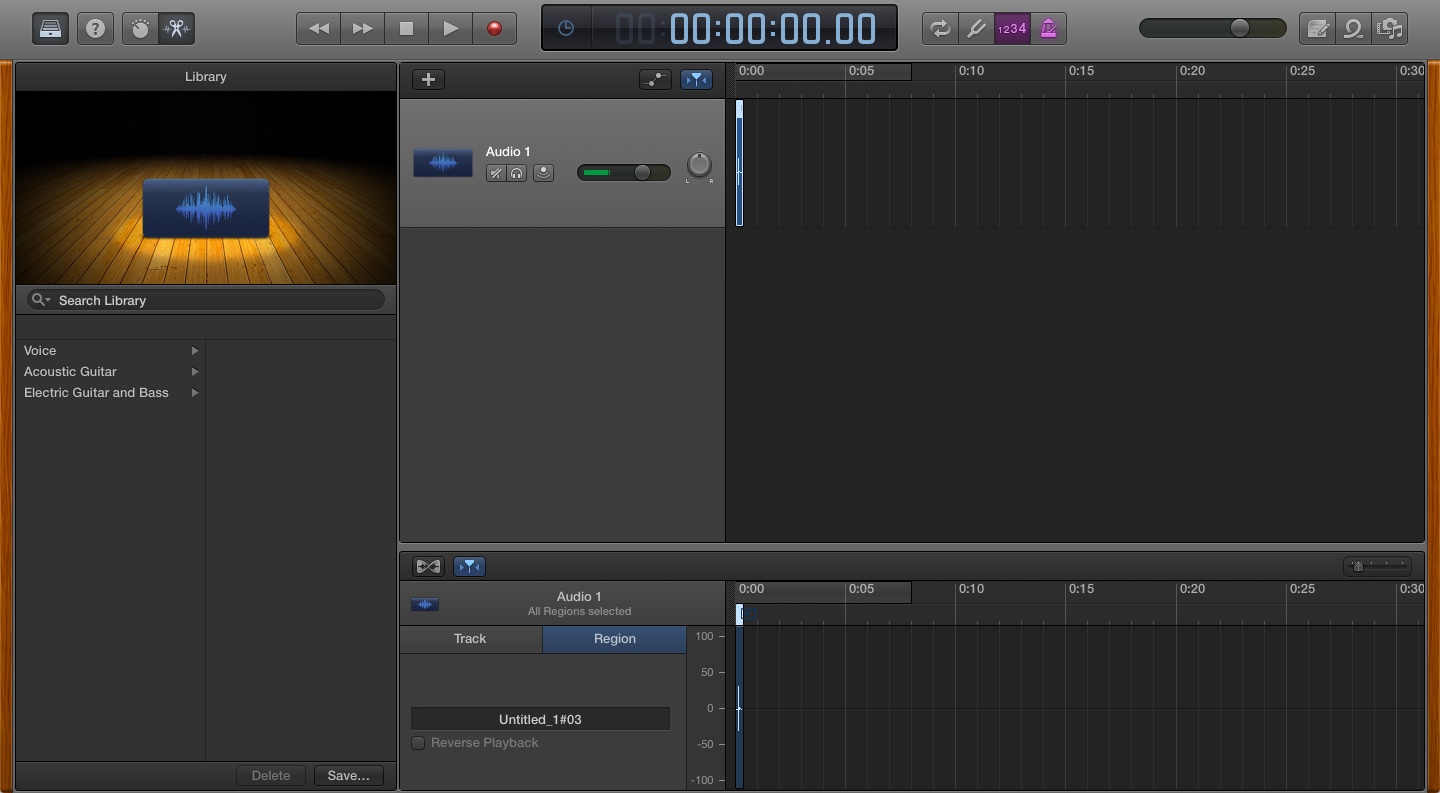 00:00:00.00
1234
Library
0:00 0:05 0:10 0:15 0:20 0:25 0:30
Audio 1
L R
Search Library
Voice
Acoustic Guitar
Electric Guitar and Bass
Delete Save...
0:00 0:05 0:10 0:15 0:20 0:25 0:30
Audio 1
All Regions selected
Track Region
100
50
0
-50
-100
Untitled_1#03
Reverse Playback